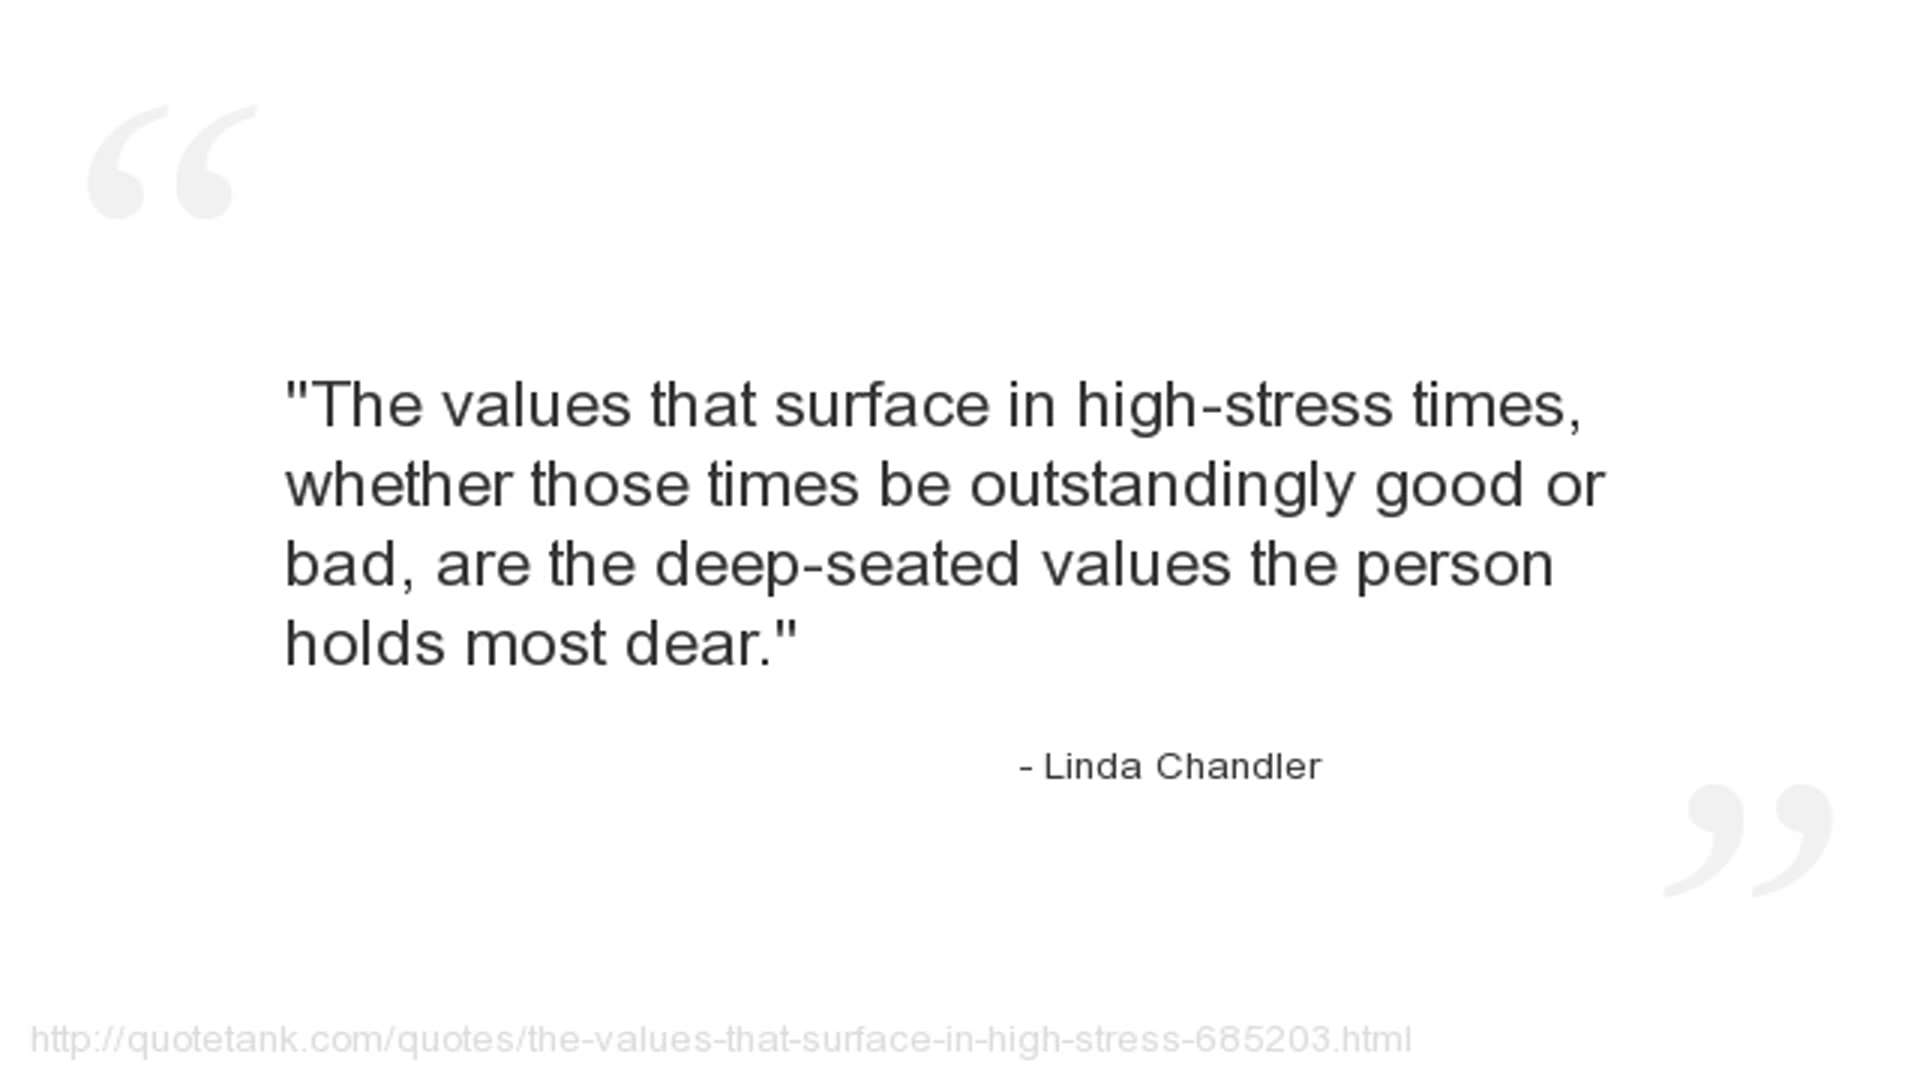 "The values that surface in high-stress times,
whether those times be outstandingly good or
bad, are the deep-seated values the person
holds most dear."
- Linda Chandler
http://quotetank.com/quotes/the-values-that-surface-in-high-stress-685203.html